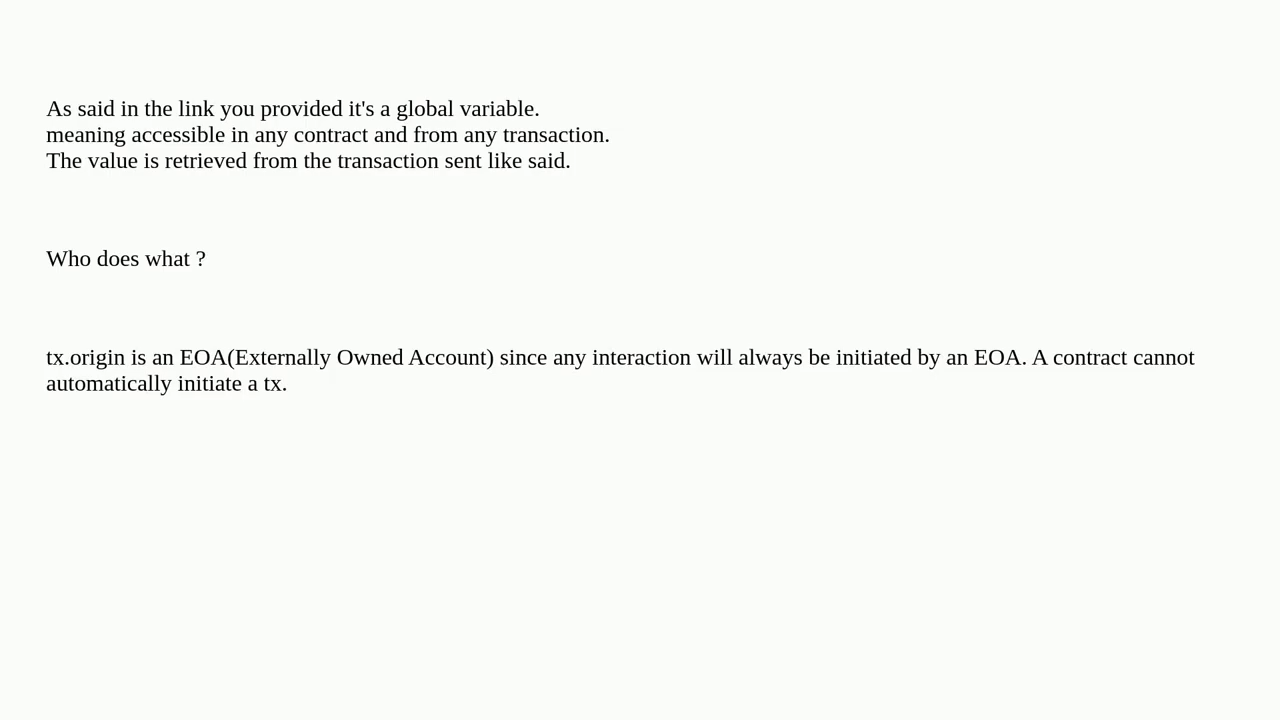 As said in the link you provided it's a global variable.
meaning accessible in any contract and from any transaction.
The value is retrieved from the transaction sent like said.
Who does what ?
tx.origin is an EOA(Externally Owned Account) since any interaction will always be initiated by an EOA. A contract cannot
automatically initiate a tx.